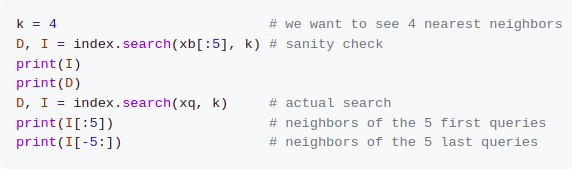 k = 4                          # we want to see 4 nearest neighbors
D, I = index.search(xb[:5], k) # sanity check
print(I)
print(D)
D, I = index.search(xq, k)     # actual search
print(I[:5])                   # neighbors of the 5 first queries
print(I[-5:])                  # neighbors of the 5 last queries